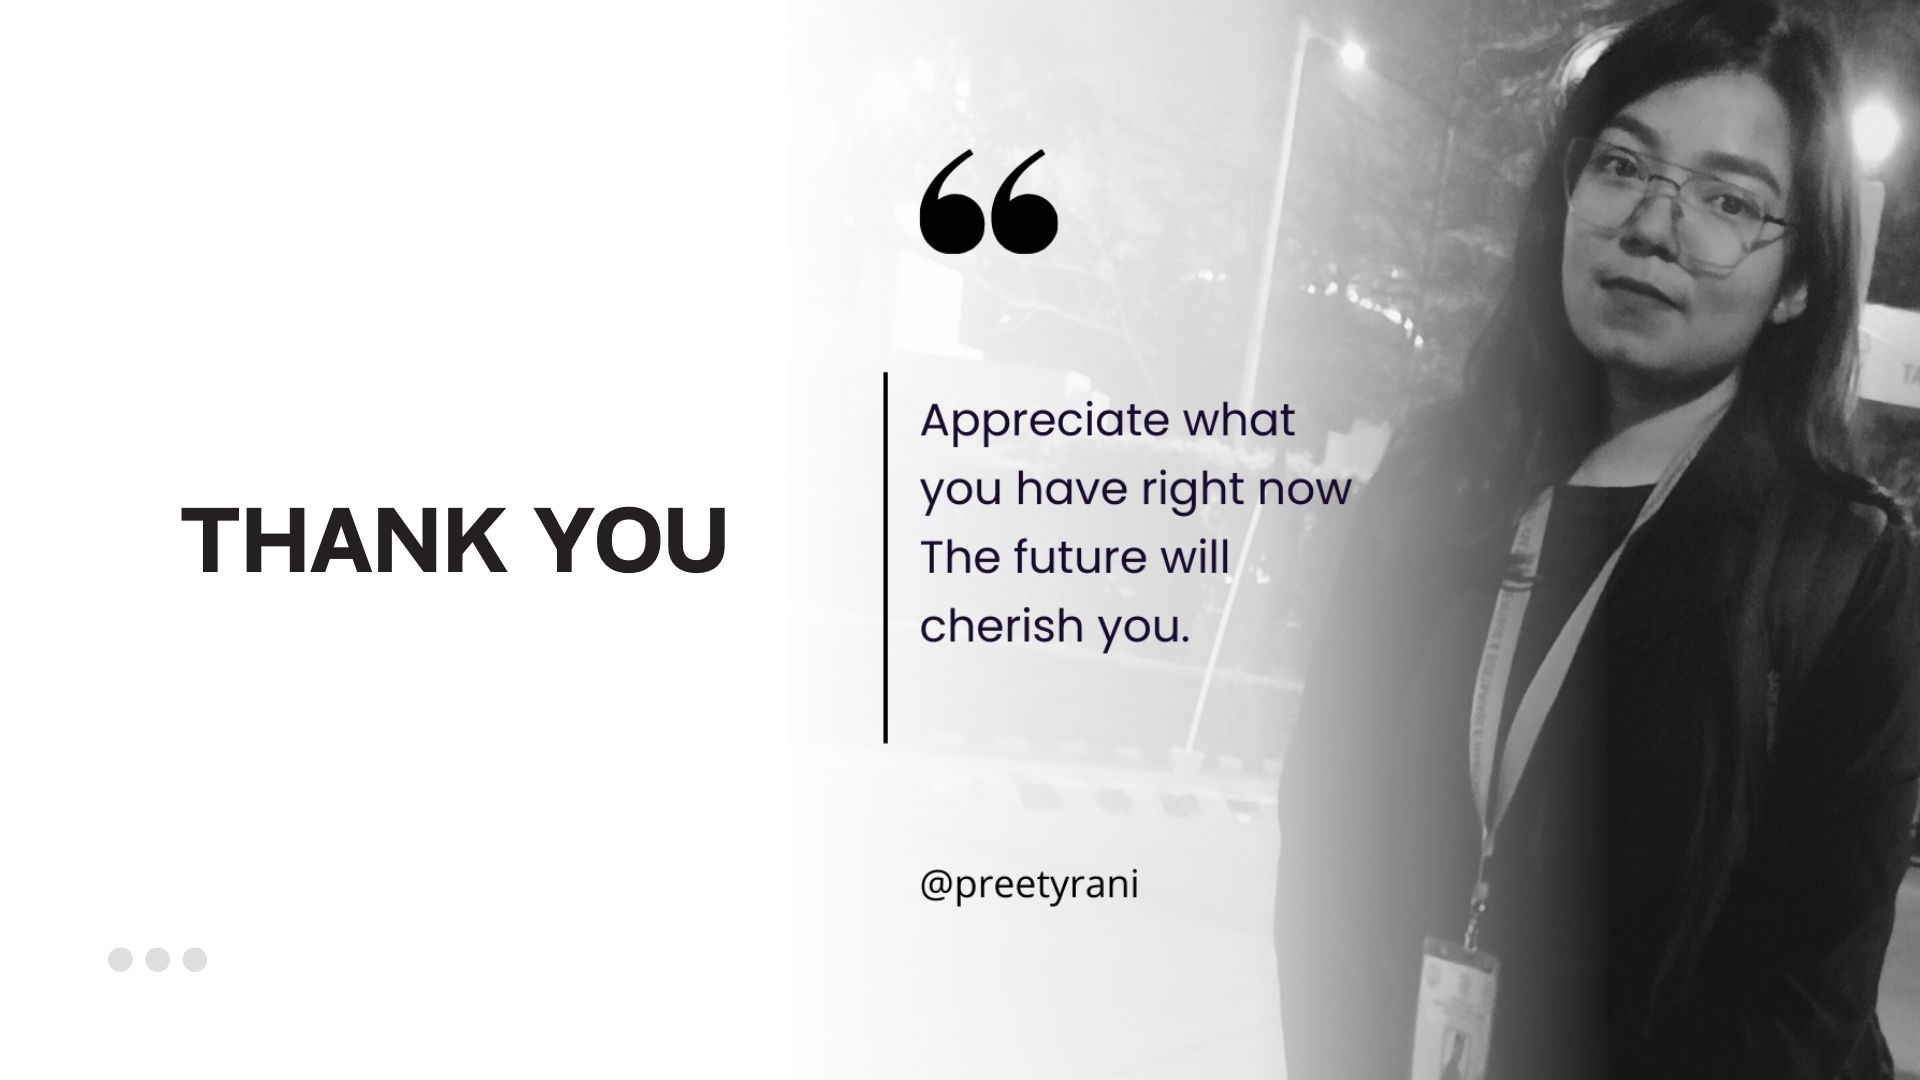 THANK YOU
Appreciate what
you have right now
The future will
cherish you.
@preetyrani